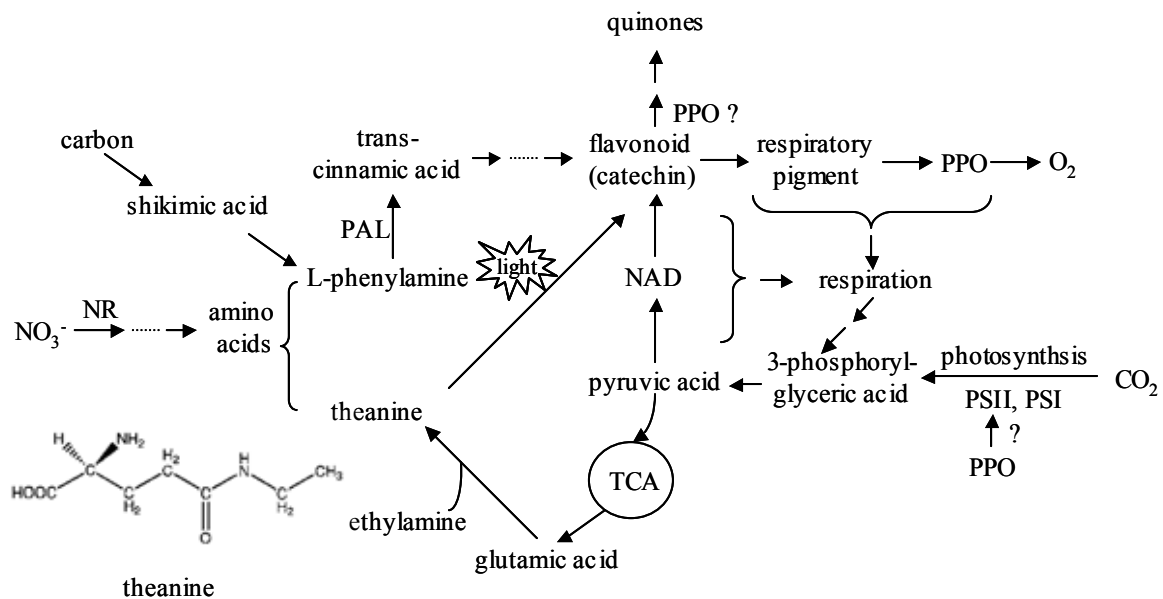 quinones
PPO ?
carbon
trans-
cinnamic acid
flavonoid
(catechin)
respiratory
pigment
PPO
O2
shikimic acid
PAL
light
L-phenylamine
NAD
respiration
NO3-
NR
amino
acids
pyruvic acid
3-phosphoryl-
glyceric acid
photosynthsis
CO2
PSII, PSI
?
PPO
theanine
TCA
ethylamine
glutamic acid
H
NH2
H2
C
H
N
CH3
HOOC
C
C
H2
C
C
H2
C
O
theanine